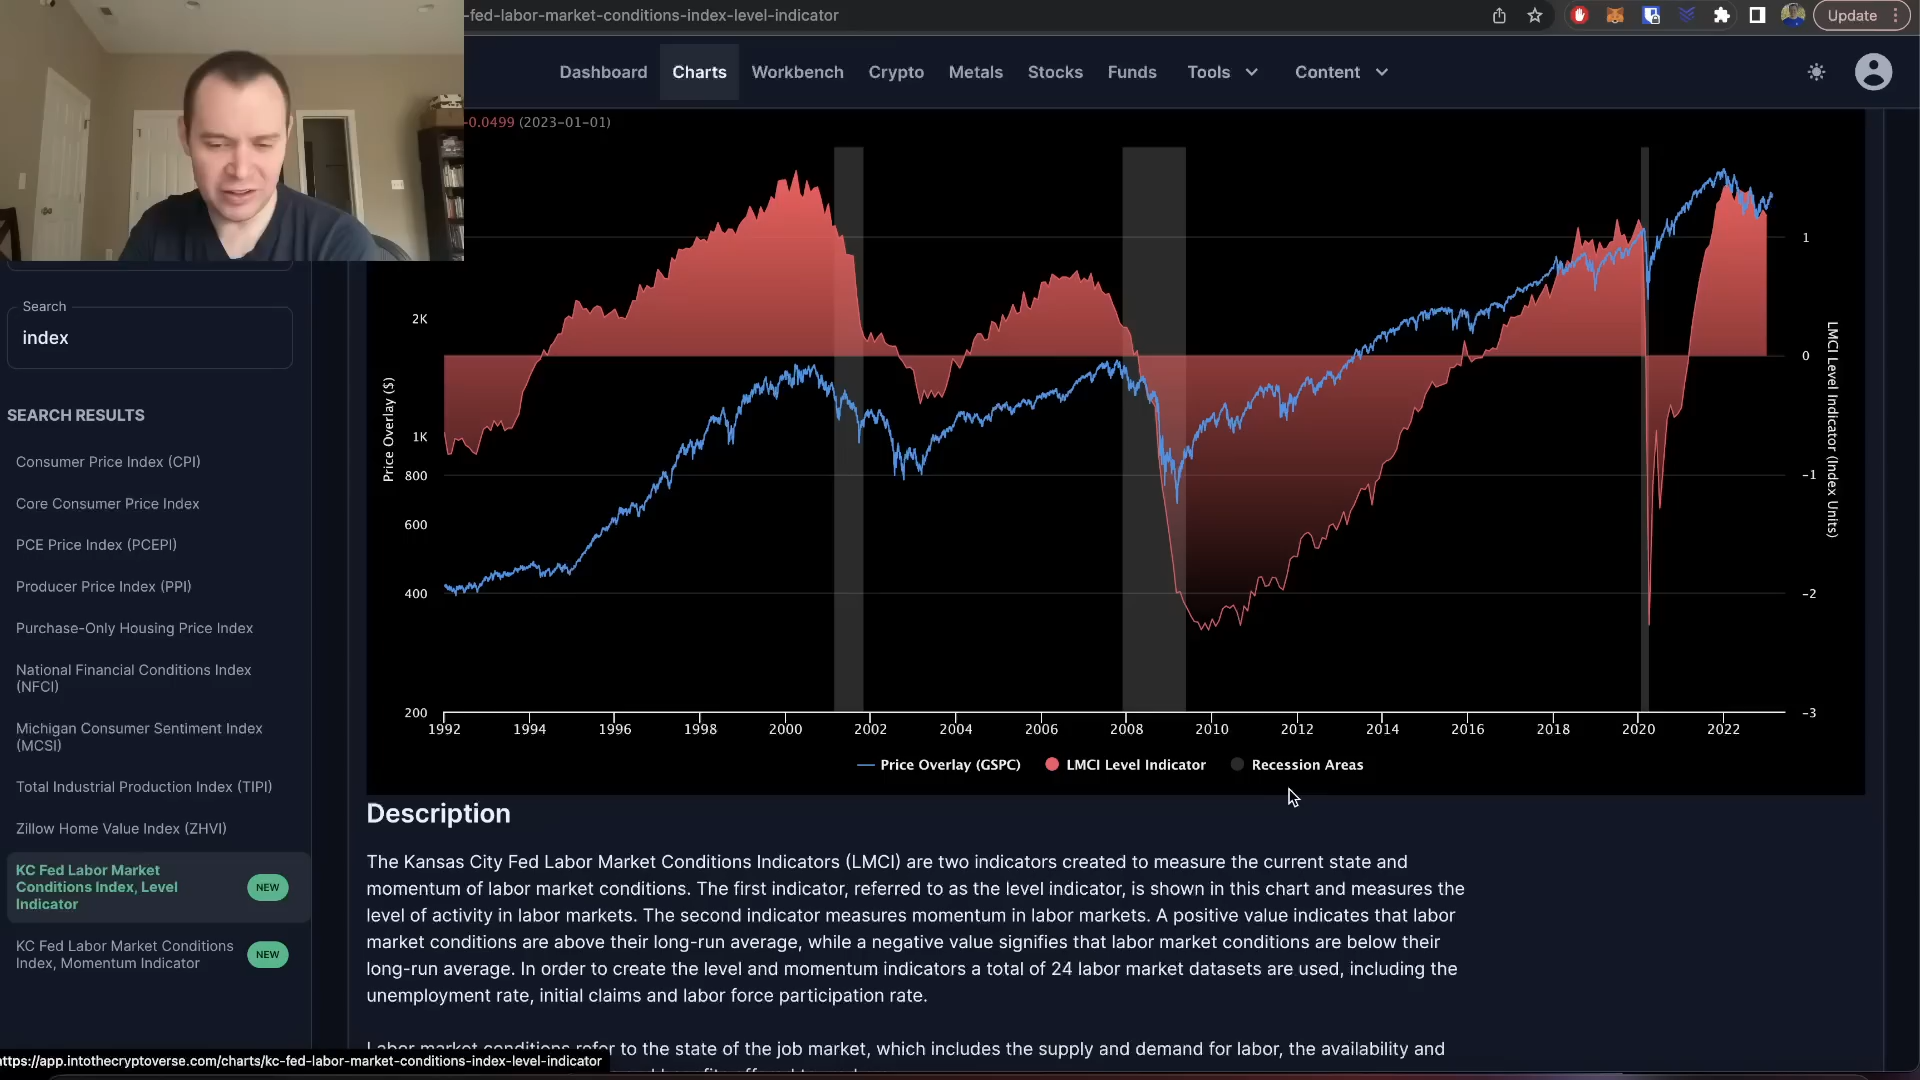 -fed-labor-market-conditions-index-level-indicator
Update
Dashboard
Charts
Workbench
Crypto
Metals
Stocks
Funds
Tools
Content
-0.0499 (2023-01-01)
Search
index
SEARCH RESULTS
Consumer Price Index (CPI)
Core Consumer Price Index
PCE Price Index (PCEPI)
Producer Price Index (PPI)
Purchase-Only Housing Price Index
National Financial Conditions Index
(NFCI)
Michigan Consumer Sentiment Index
(MCSI)
Total Industrial Production Index (TIPI)
Zillow Home Value Index (ZHVI)
KC Fed Labor Market
Conditions Index, Level
Indicator
NEW
KC Fed Labor Market Conditions
Index, Momentum Indicator
NEW
Price Overlay ($)
2K
1K
800
600
400
200
1
0
-1
-2
-3
LMCI Level Indicator (Index Units)
1992
1994
1996
1998
2000
2002
2004
2006
2008
2010
2012
2014
2016
2018
2020
2022
Price Overlay (GSPC)
LMCI Level Indicator
Recession Areas
Description
The Kansas City Fed Labor Market Conditions Indicators (LMCI) are two indicators created to measure the current state and
momentum of labor market conditions. The first indicator, referred to as the level indicator, is shown in this chart and measures the
level of activity in labor markets. The second indicator measures momentum in labor markets. A positive value indicates that labor
market conditions are above their long-run average, while a negative value signifies that labor market conditions are below their
long-run average. In order to create the level and momentum indicators a total of 24 labor market datasets are used, including the
unemployment rate, initial claims and labor force participation rate.
Labor market conditions refer to the state of the job market, which includes the supply and demand for labor, the availability and
https://app.intothecryptoverse.com/charts/kc-fed-labor-market-conditions-index-level-indicator